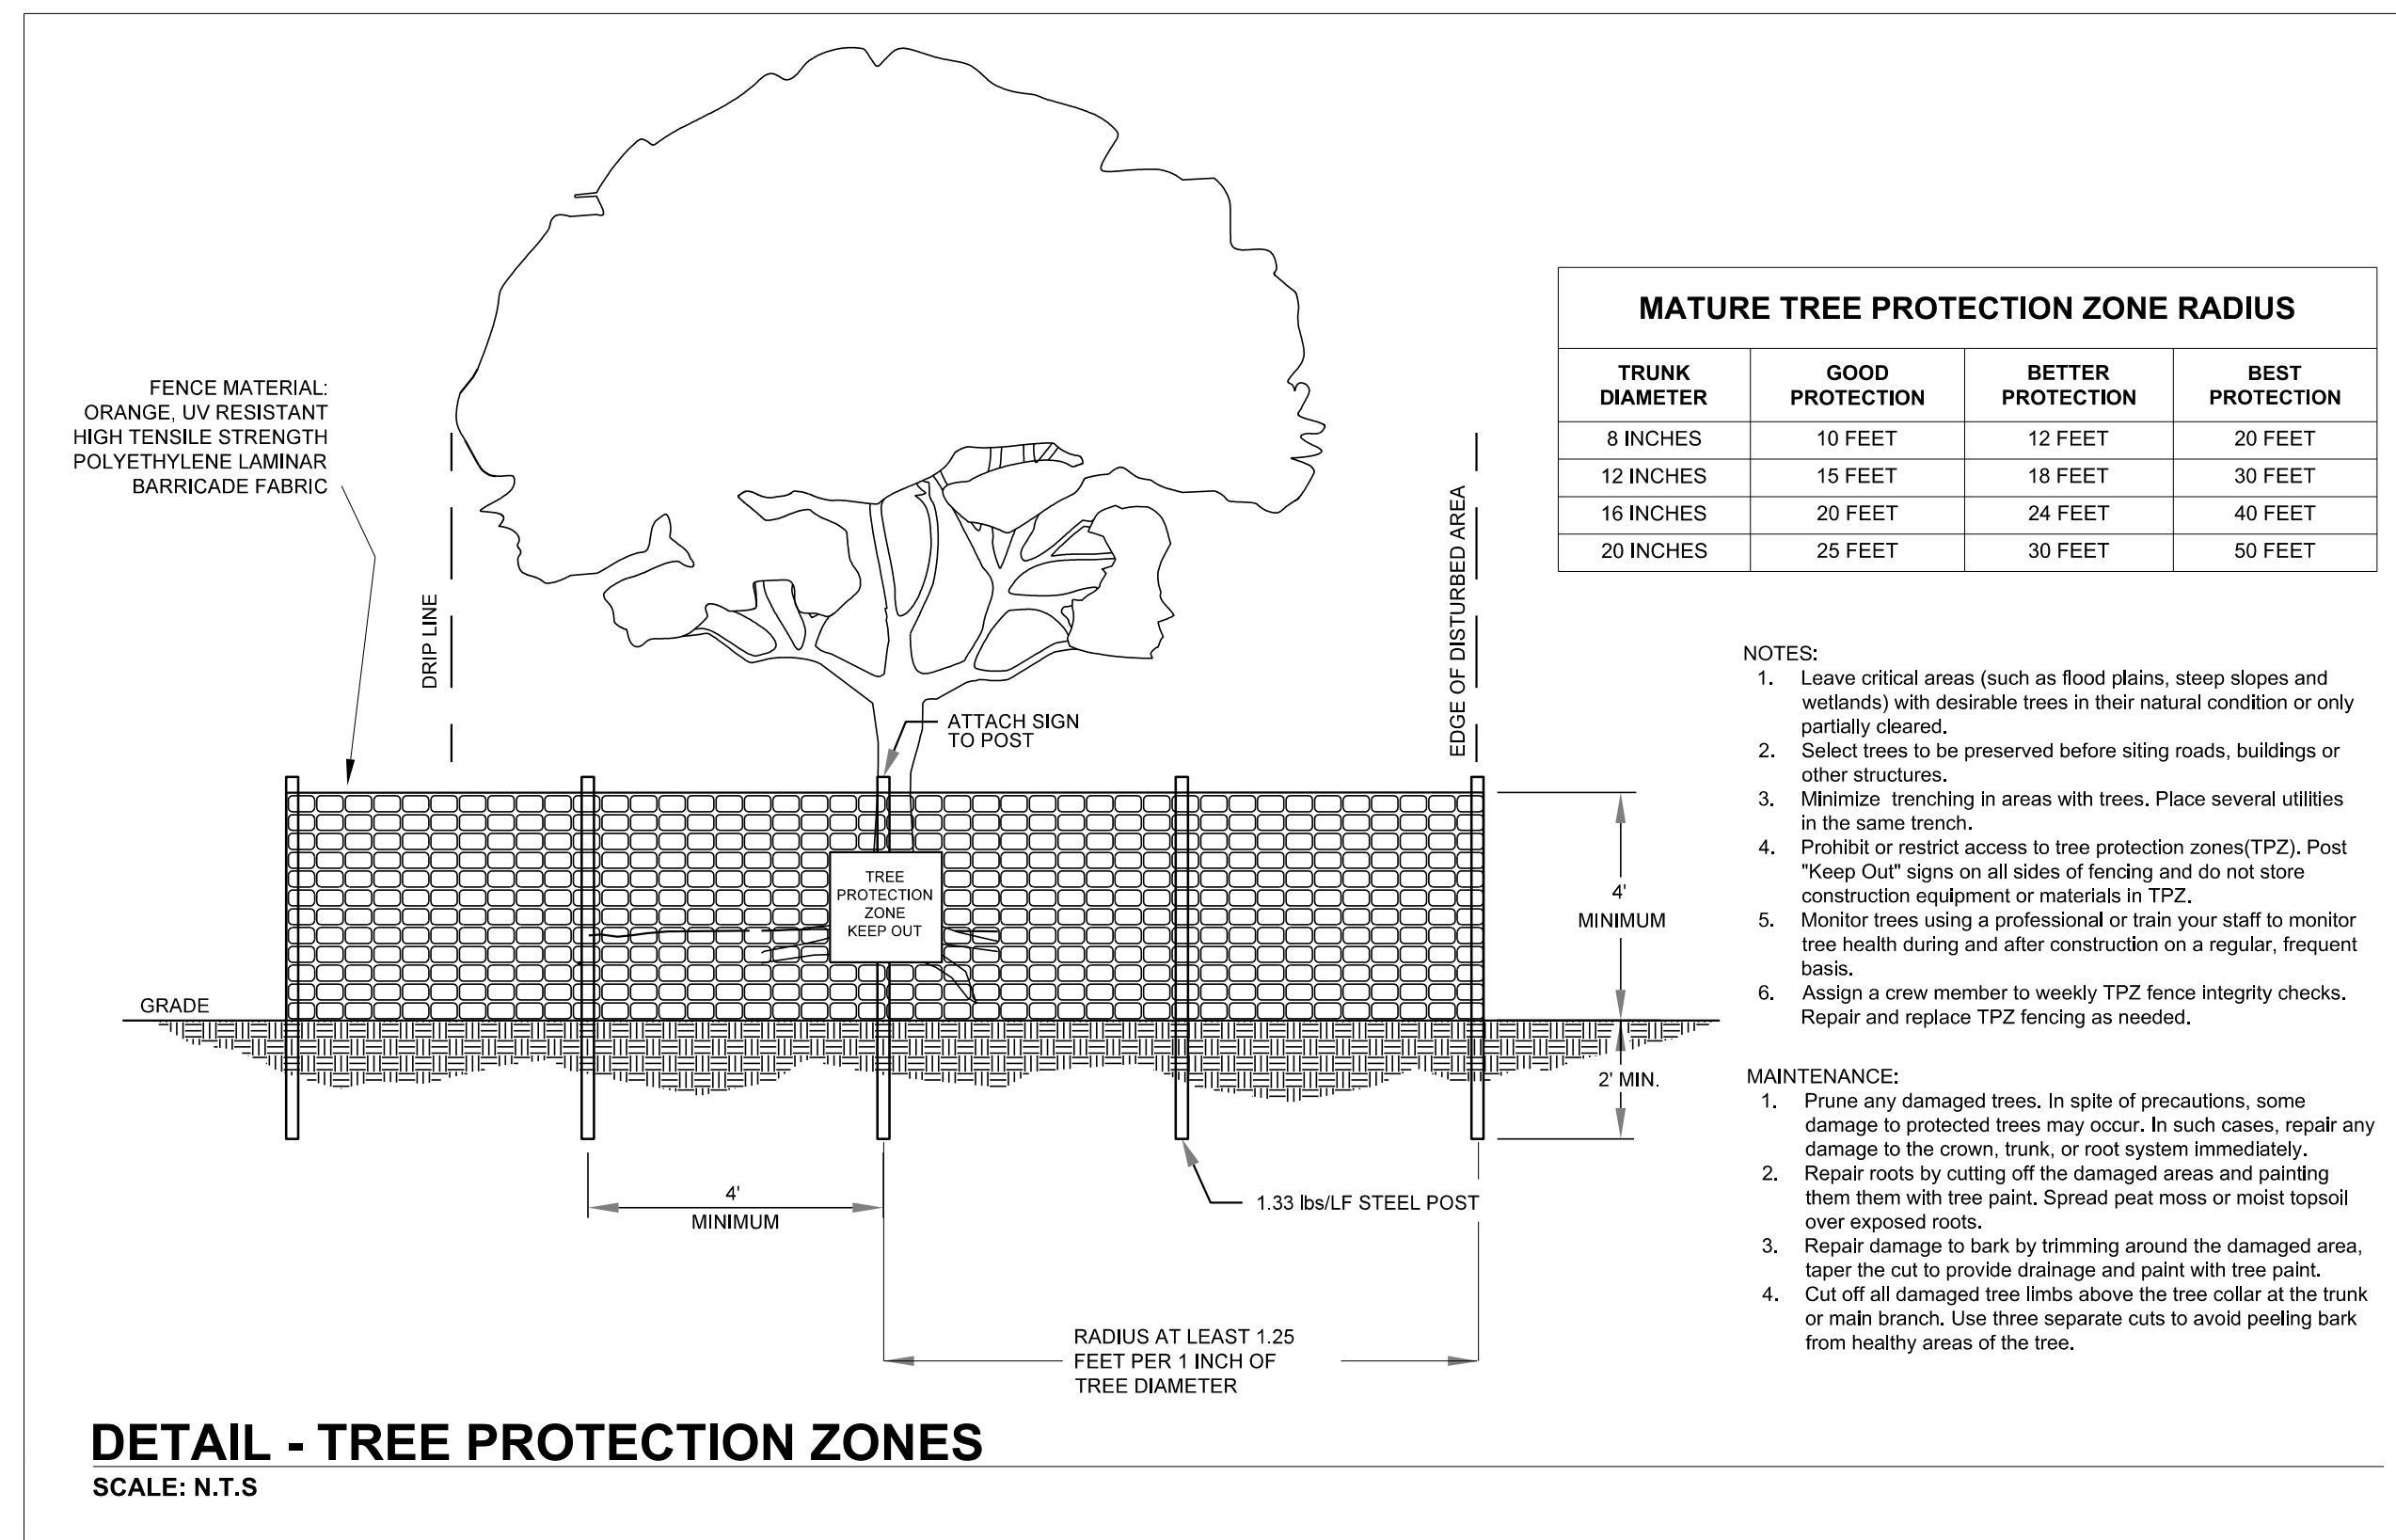 FENCE MATERIAL:
ORANGE, UV RESISTANT
HIGH TENSILE STRENGTH
POLYETHYLENE LAMINAR
BARRICADE FABRIC
DRIP LINE
EDGE OF DISTURBED AREA
ATTACH SIGN
TO POST
TREE
PROTECTION
ZONE
KEEP OUT
GRADE
4'
MINIMUM
2' MIN.
4'
MINIMUM
1.33 lbs/LF STEEL POST
RADIUS AT LEAST 1.25
FEET PER 1 INCH OF
TREE DIAMETER
MATURE TREE PROTECTION ZONE RADIUS
TRUNK DIAMETER GOOD PROTECTION BETTER PROTECTION BEST PROTECTION
8 INCHES 10 FEET 12 FEET 20 FEET
12 INCHES 15 FEET 18 FEET 30 FEET
16 INCHES 20 FEET 24 FEET 40 FEET
20 INCHES 25 FEET 30 FEET 50 FEET
NOTES:
1. Leave critical areas (such as flood plains, steep slopes and
wetlands) with desirable trees in their natural condition or only
partially cleared.
2. Select trees to be preserved before siting roads, buildings or
other structures.
3. Minimize trenching in areas with trees. Place several utilities
in the same trench.
4. Prohibit or restrict access to tree protection zones(TPZ). Post
"Keep Out" signs on all sides of fencing and do not store
construction equipment or materials in TPZ.
5. Monitor trees using a professional or train your staff to monitor
tree health during and after construction on a regular, frequent
basis.
6. Assign a crew member to weekly TPZ fence integrity checks.
Repair and replace TPZ fencing as needed.
MAINTENANCE:
1. Prune any damaged trees. In spite of precautions, some
damage to protected trees may occur. In such cases, repair any
damage to the crown, trunk, or root system immediately.
2. Repair roots by cutting off the damaged areas and painting
them them with tree paint. Spread peat moss or moist topsoil
over exposed roots.
3. Repair damage to bark by trimming around the damaged area,
taper the cut to provide drainage and paint with tree paint.
4. Cut off all damaged tree limbs above the tree collar at the trunk
or main branch. Use three separate cuts to avoid peeling bark
from healthy areas of the tree.
DETAIL - TREE PROTECTION ZONES
SCALE: N.T.S